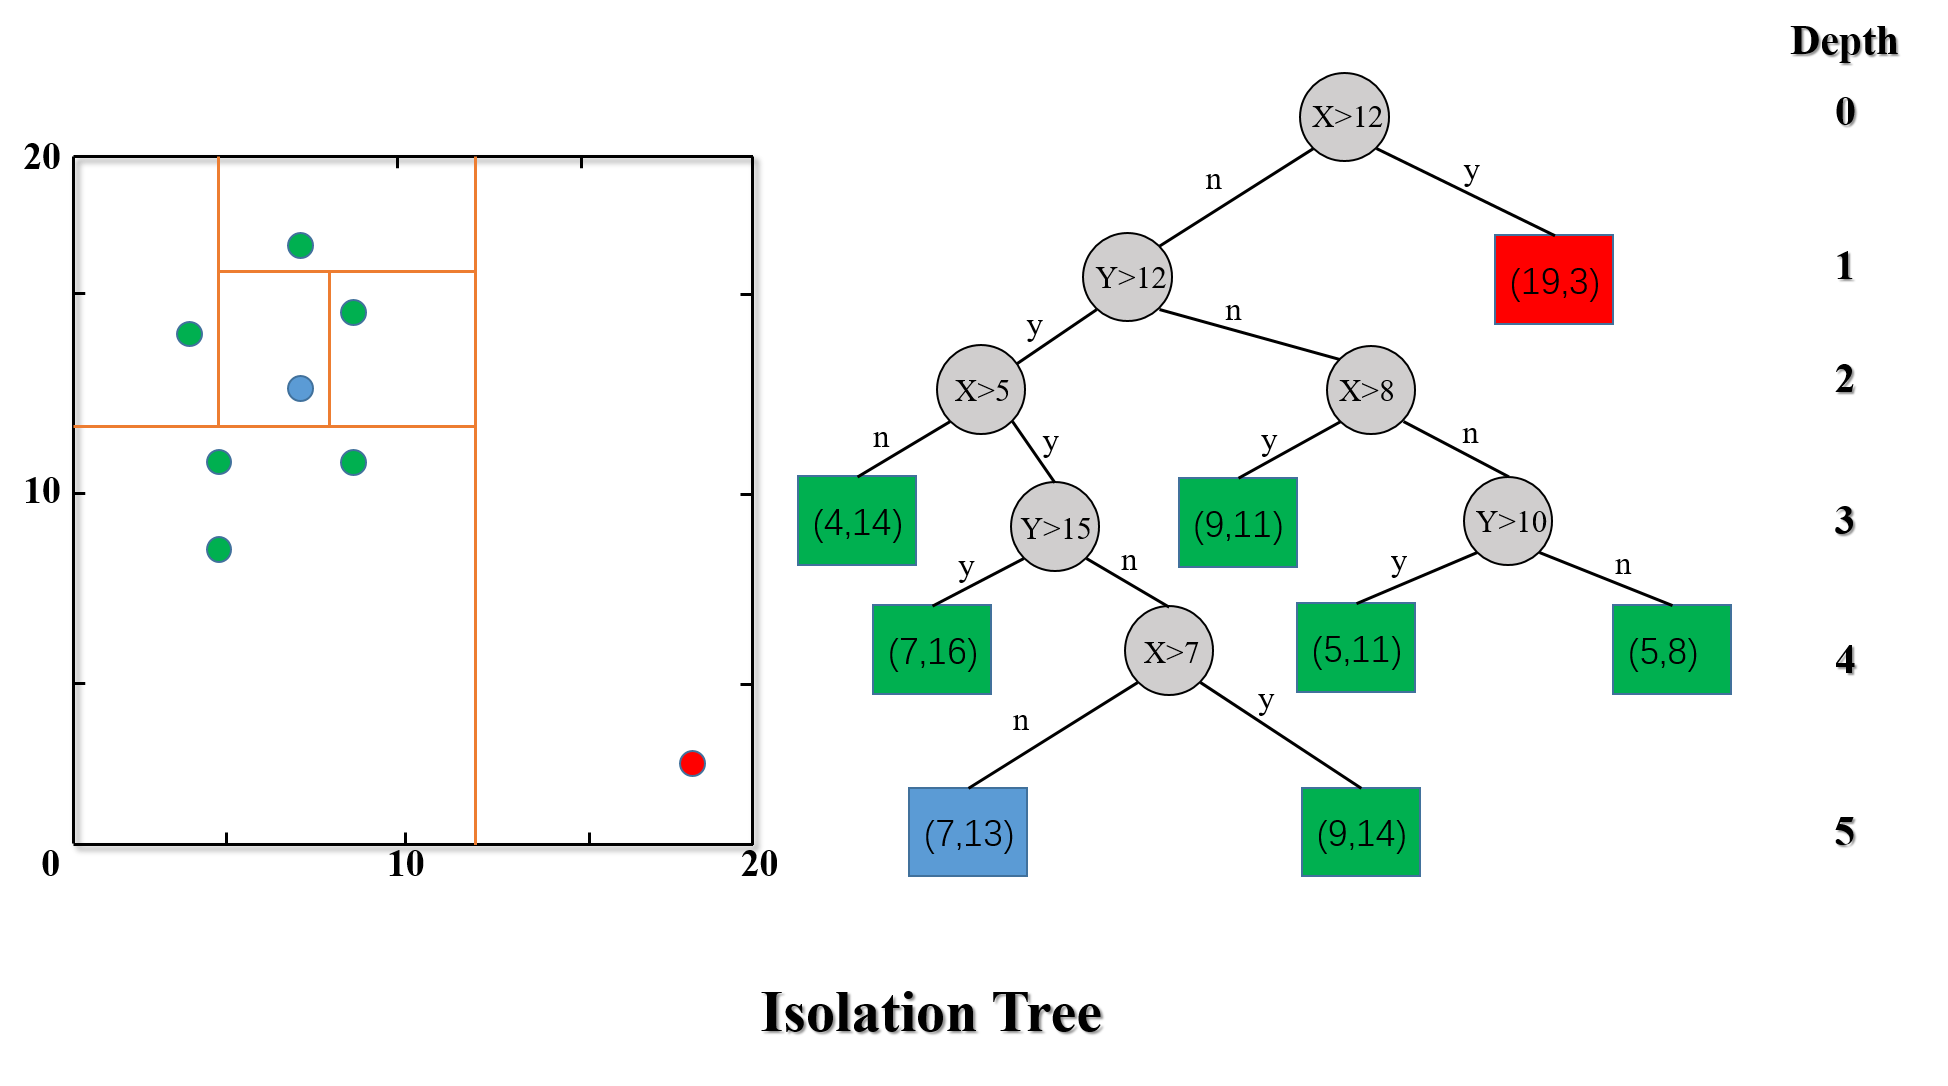 Depth
0
X>12
n
y
20
1
Y>12
(19,3)
y
n
2
X>5
X>8
n
y
y
n
10
3
(4,14)
Y>15
(9,11)
Y>10
y
n
y
n
4
(7,16)
X>7
(5,11)
(5,8)
n
y
5
(7,13)
(9,14)
0
10
20
Isolation Tree